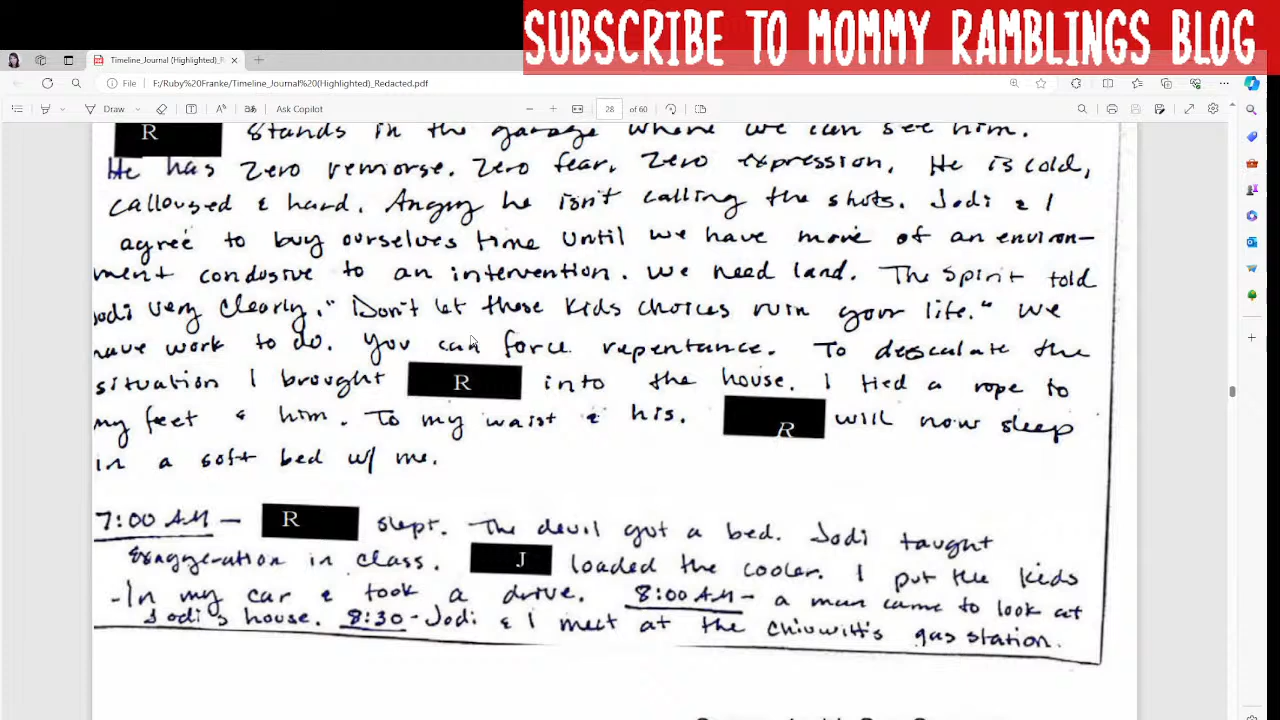 SUBSCRIBE TO MOMMY RAMBLINGS BLOG
Timeline_Journal (Highlighted)_R
File F:/Ruby%20Franke/Timeline_Journal%20(Highlighted)_Redacted.pdf
Draw Ask Copilot 28 of 60
R stands in the garage where we can see him.
He has zero remorse. Zero fear. Zero expression. He is cold,
calloused & hard. Angry he isn't calling the shots. Jodi & I
agree to buy ourselves time until we have more of an environ-
ment condusive to an intervention. We need land. The Spirit told
Jodi very clearly, "Don't let those kids choices ruin your life." We
have work to do. You can force repentance. To deescalate the
situation I brought R into the house. I tied a rope to
my feet & him. To my waist & his. R will now sleep
in a soft bed w/ me.
7:00 AM - R slept. The devil got a bed. Jodi taught
exaggeration in class. J loaded the cooler. I put the kids
-In my car & took a drive. 8:00 AM - a man came to look at
Jodi's house. 8:30 - Jodi & I meet at the gas station.